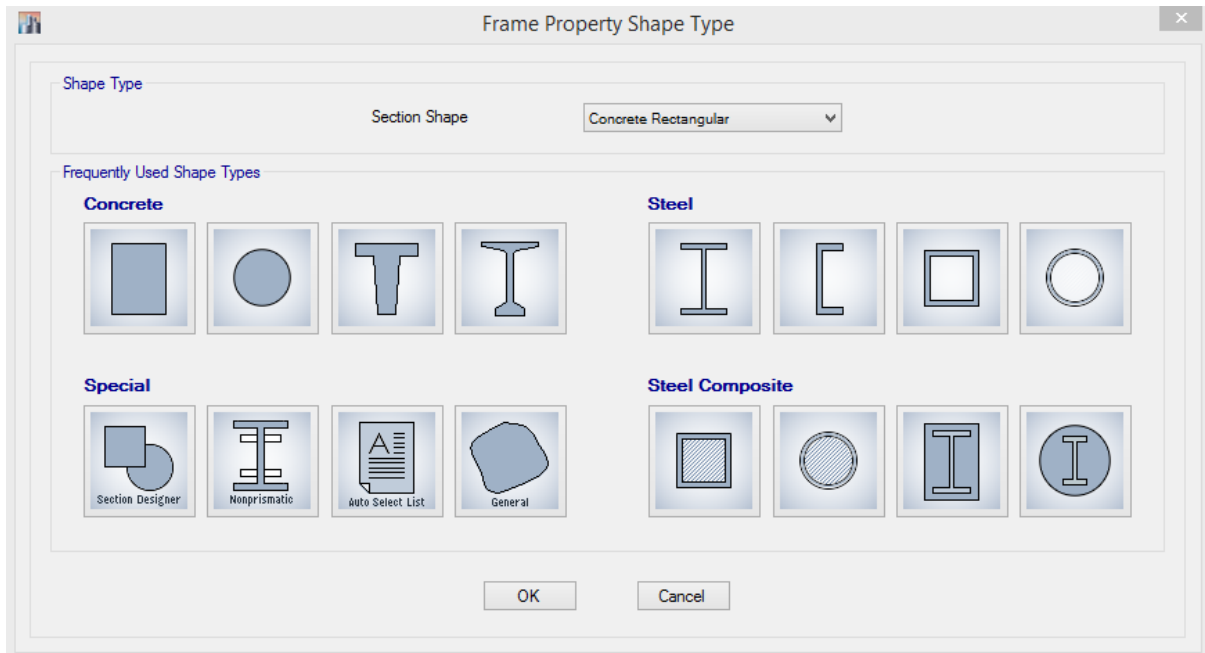 Frame Property Shape Type
Shape Type
Section Shape
Concrete Rectangular
Frequently Used Shape Types
Concrete
Steel
Special
Section Designer
Nonprismatic
A
Auto Select List
General
Steel Composite
OK
Cancel